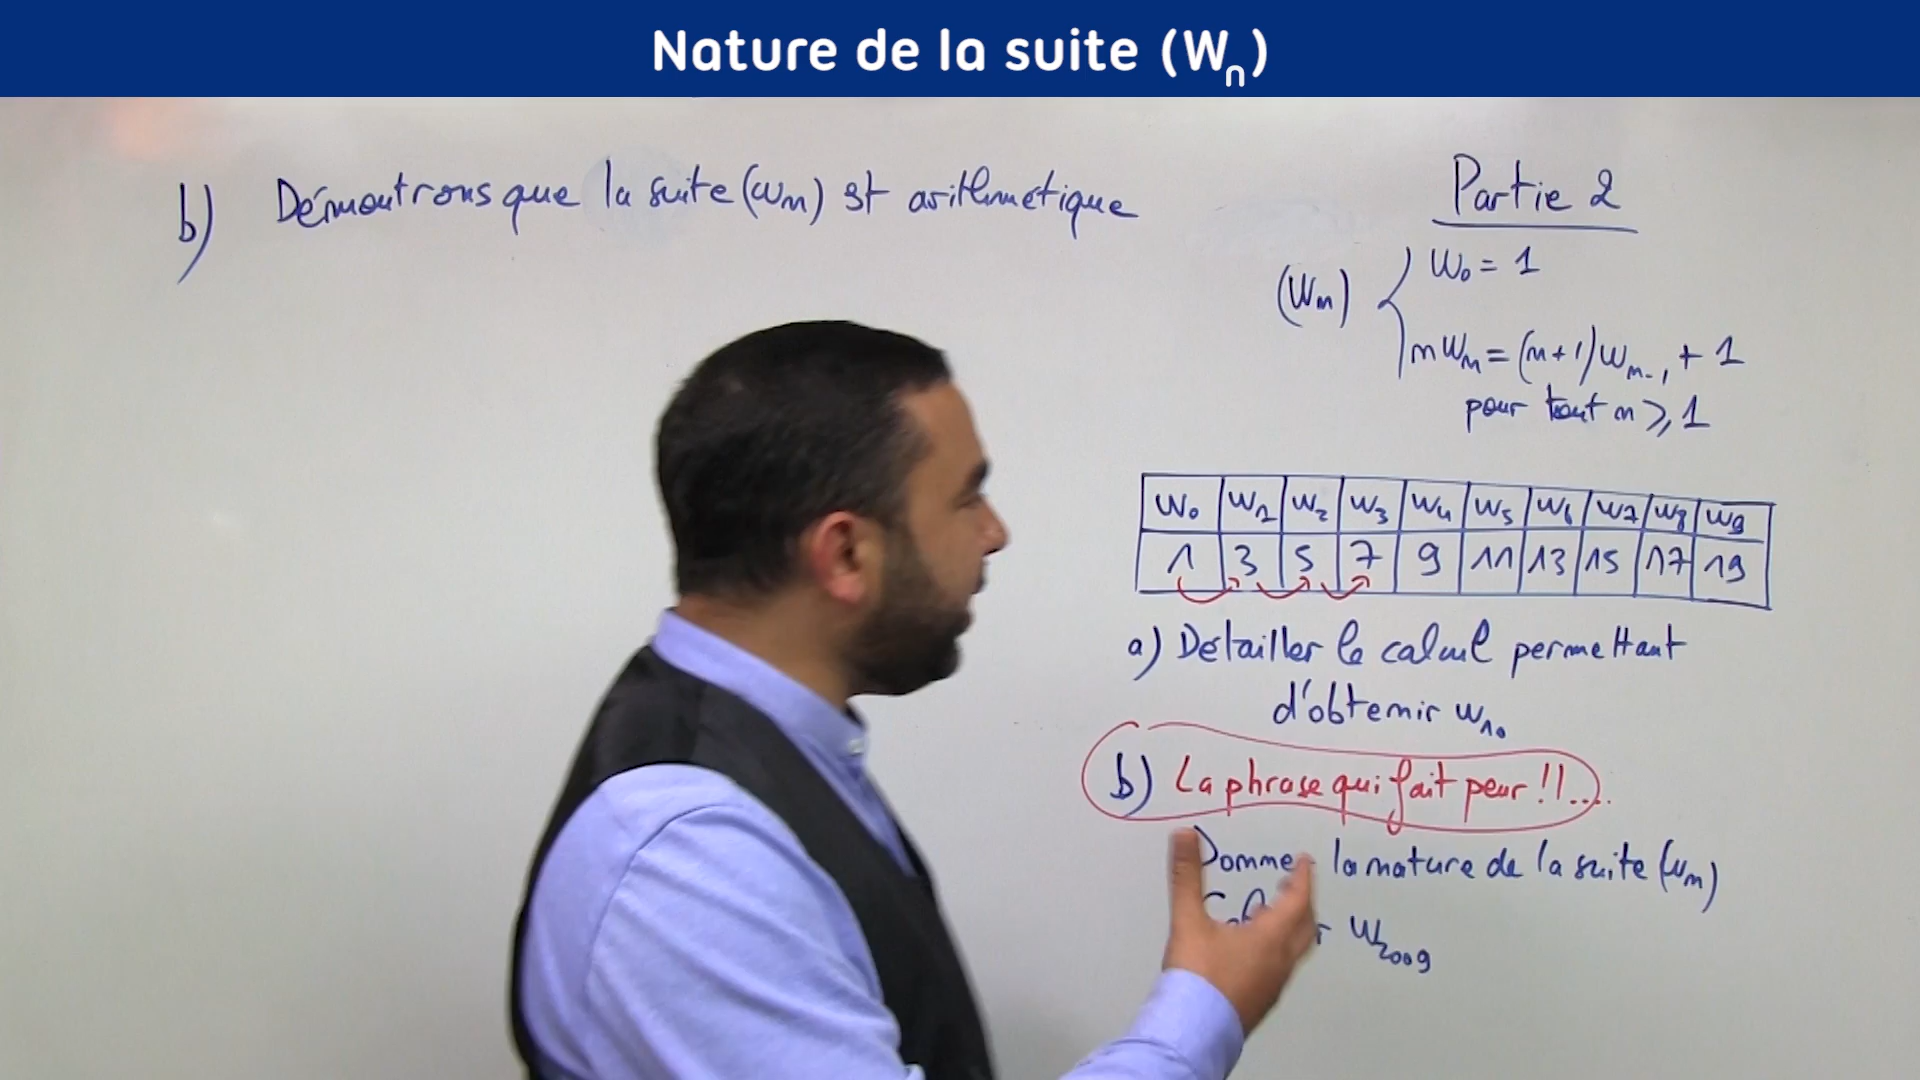 Nature de la suite (Wn)
b) Démontrons que la suite (wn) est arithmétique
Partie 2
(Wn) { W0 = 1
nWn = (n+1)Wn-1 + 1
pour tout n ≥ 1
W0 W1 W2 W3 W4 W5 W6 W7 W8 W9
1 3 5 7 9 11 13 15 17 19
a) Détailler le calcul permettant
d'obtenir W10
b) La phrase qui fait peur !!....
Donner la nature de la suite (wn)
W2009